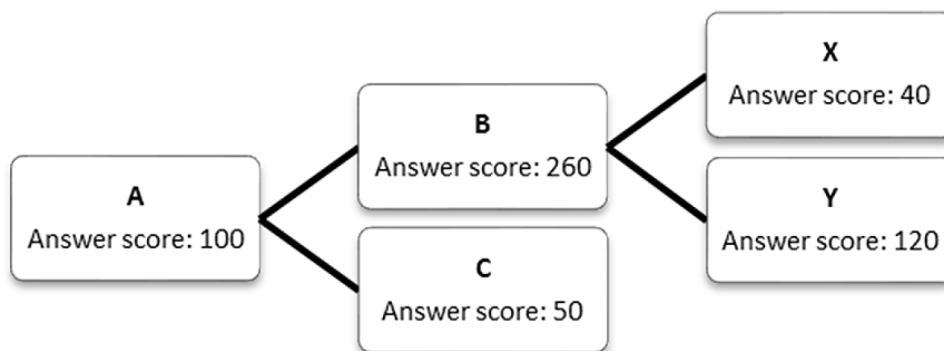 A
Answer score: 100
B
Answer score: 260
C
Answer score: 50
X
Answer score: 40
Y
Answer score: 120